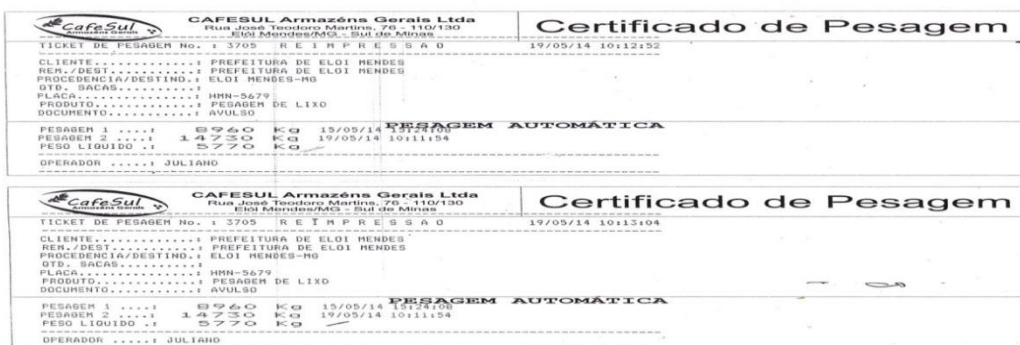 CafeSul
Armazéns Gerais
CAFESUL Armazéns Gerais Ltda
Rua José Teodoro Martins, 76 - 110/130
Elói Mendes/MG - Sul de Minas
Certificado de Pesagem
TICKET DE PESAGEM No. : 3705 R E I M P R E S S A O 19/05/14 10:12:52
CLIENTE.............: PREFEITURA DE ELOI MENDES
REM./DEST...........: PREFEITURA DE ELOI MENDES
PROCEDENCIA/DESTINO.: ELOI MENDES-MG
QTD. SACAS..........:
PLACA...............: HMN-5679
PRODUTO.............: PESAGEM DE LIXO
DOCUMENTO...........: AVULSO
PESAGEM AUTOMÁTICA
PESAGEM 1 ....: 8960 Kg 15/05/14
PESAGEM 2 ....: 14730 Kg 19/05/14 10:11:54
PESO LIQUIDO .: 5770 Kg
OPERADOR .....: JULIANO
CafeSul
Armazéns Gerais
CAFESUL Armazéns Gerais Ltda
Rua José Teodoro Martins, 76 - 110/130
Elói Mendes/MG - Sul de Minas
Certificado de Pesagem
TICKET DE PESAGEM No. : 3705 R E I M P R E S S A O 19/05/14 10:13:04
CLIENTE.............: PREFEITURA DE ELOI MENDES
REM./DEST...........: PREFEITURA DE ELOI MENDES
PROCEDENCIA/DESTINO.: ELOI MENDES-MG
QTD. SACAS..........:
PLACA...............: HMN-5679
PRODUTO.............: PESAGEM DE LIXO
DOCUMENTO...........: AVULSO
PESAGEM AUTOMÁTICA
PESAGEM 1 ....: 8960 Kg 15/05/14
PESAGEM 2 ....: 14730 Kg 19/05/14 10:11:54
PESO LIQUIDO .: 5770 Kg
OPERADOR .....: JULIANO